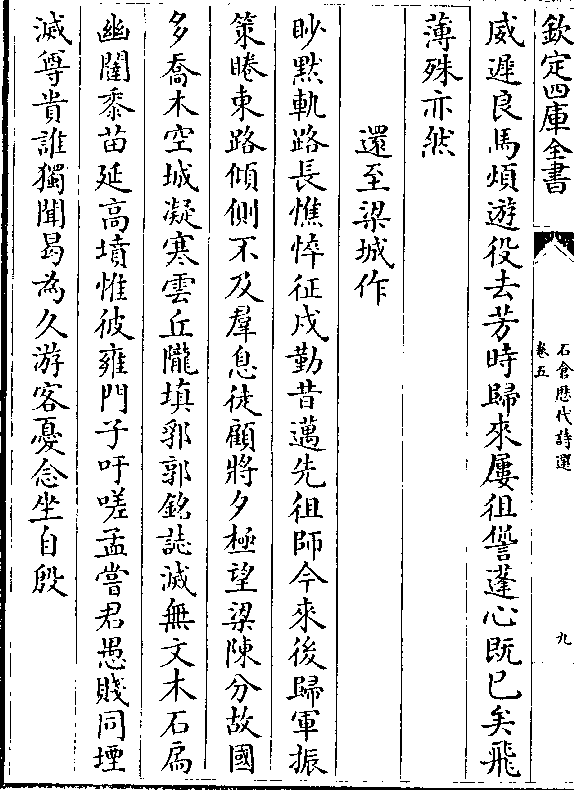 欽定四庫全書
石倉歷代詩選
卷五
九
威遲良馬煩遊役去芳時歸來屢徂諐蓬心既已矣飛
薄殊亦然
還至梁城作
眇黙軌路長憔悴征戍勤昔邁先徂師今來後歸軍振
策睠東路傾側不及羣息徒顧將夕極望梁陳分故國
多喬木空城凝寒雲丘隴填郛郭銘誌滅無文木石扃
幽闥黍苗延高墳惟彼雍門子吁嗟孟嘗君愚賤同堙
滅尊貴誰獨聞曷為久游客憂念坐自殷